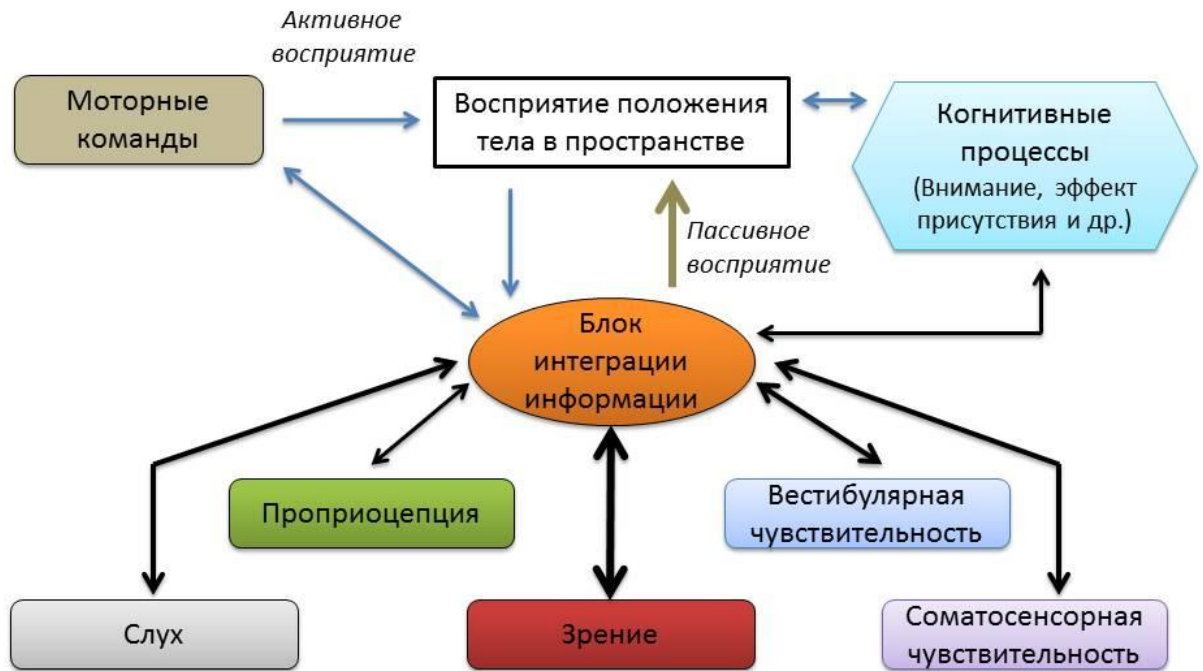 Активное
восприятие
Моторные
команды
Восприятие положения
тела в пространстве
Когнитивные
процессы
(Внимание, эффект
присутствия и др.)
Пассивное
восприятие
Блок
интеграции
информации
Проприоцепция
Вестибулярная
чувствительность
Слух
Зрение
Соматосенсорная
чувствительность